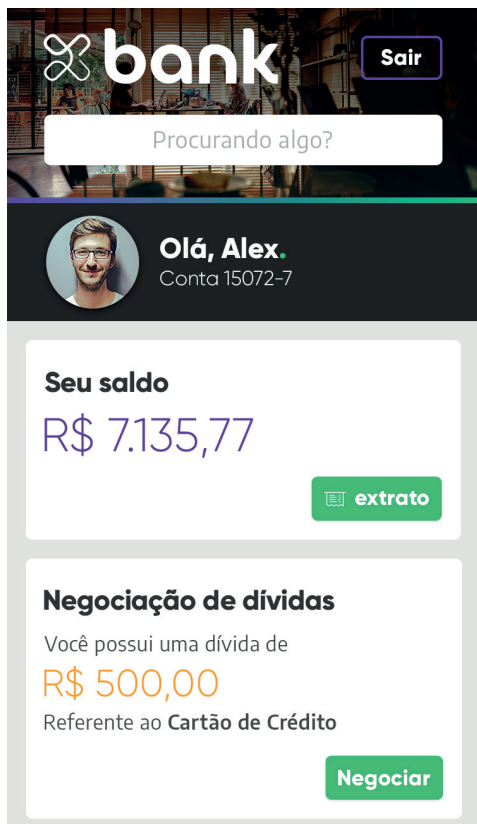 bank
Sair
Procurando algo?
Olá, Alex.
Conta 15072-7
Seu saldo
R$ 7.135,77
extrato
Negociação de dívidas
Você possui uma dívida de
R$ 500,00
Referente ao Cartão de Crédito
Negociar